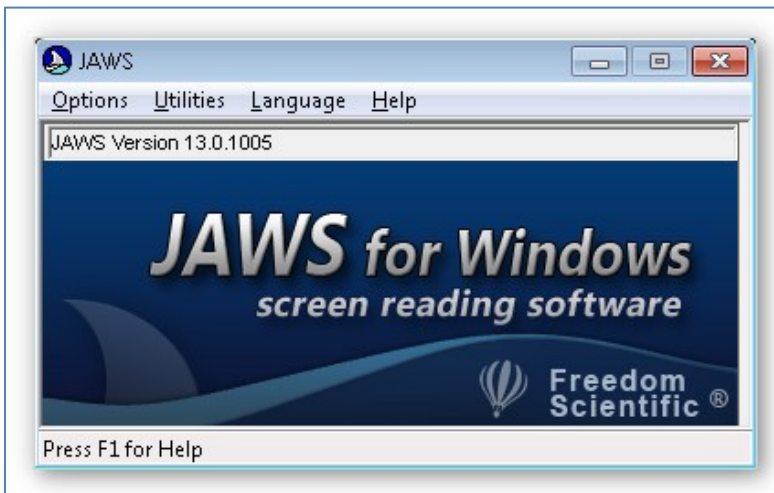 JAWS
Options Utilities Language Help
JAWS Version 13.0.1005
JAWS for Windows
screen reading software
Freedom
Scientific ®
Press F1 for Help